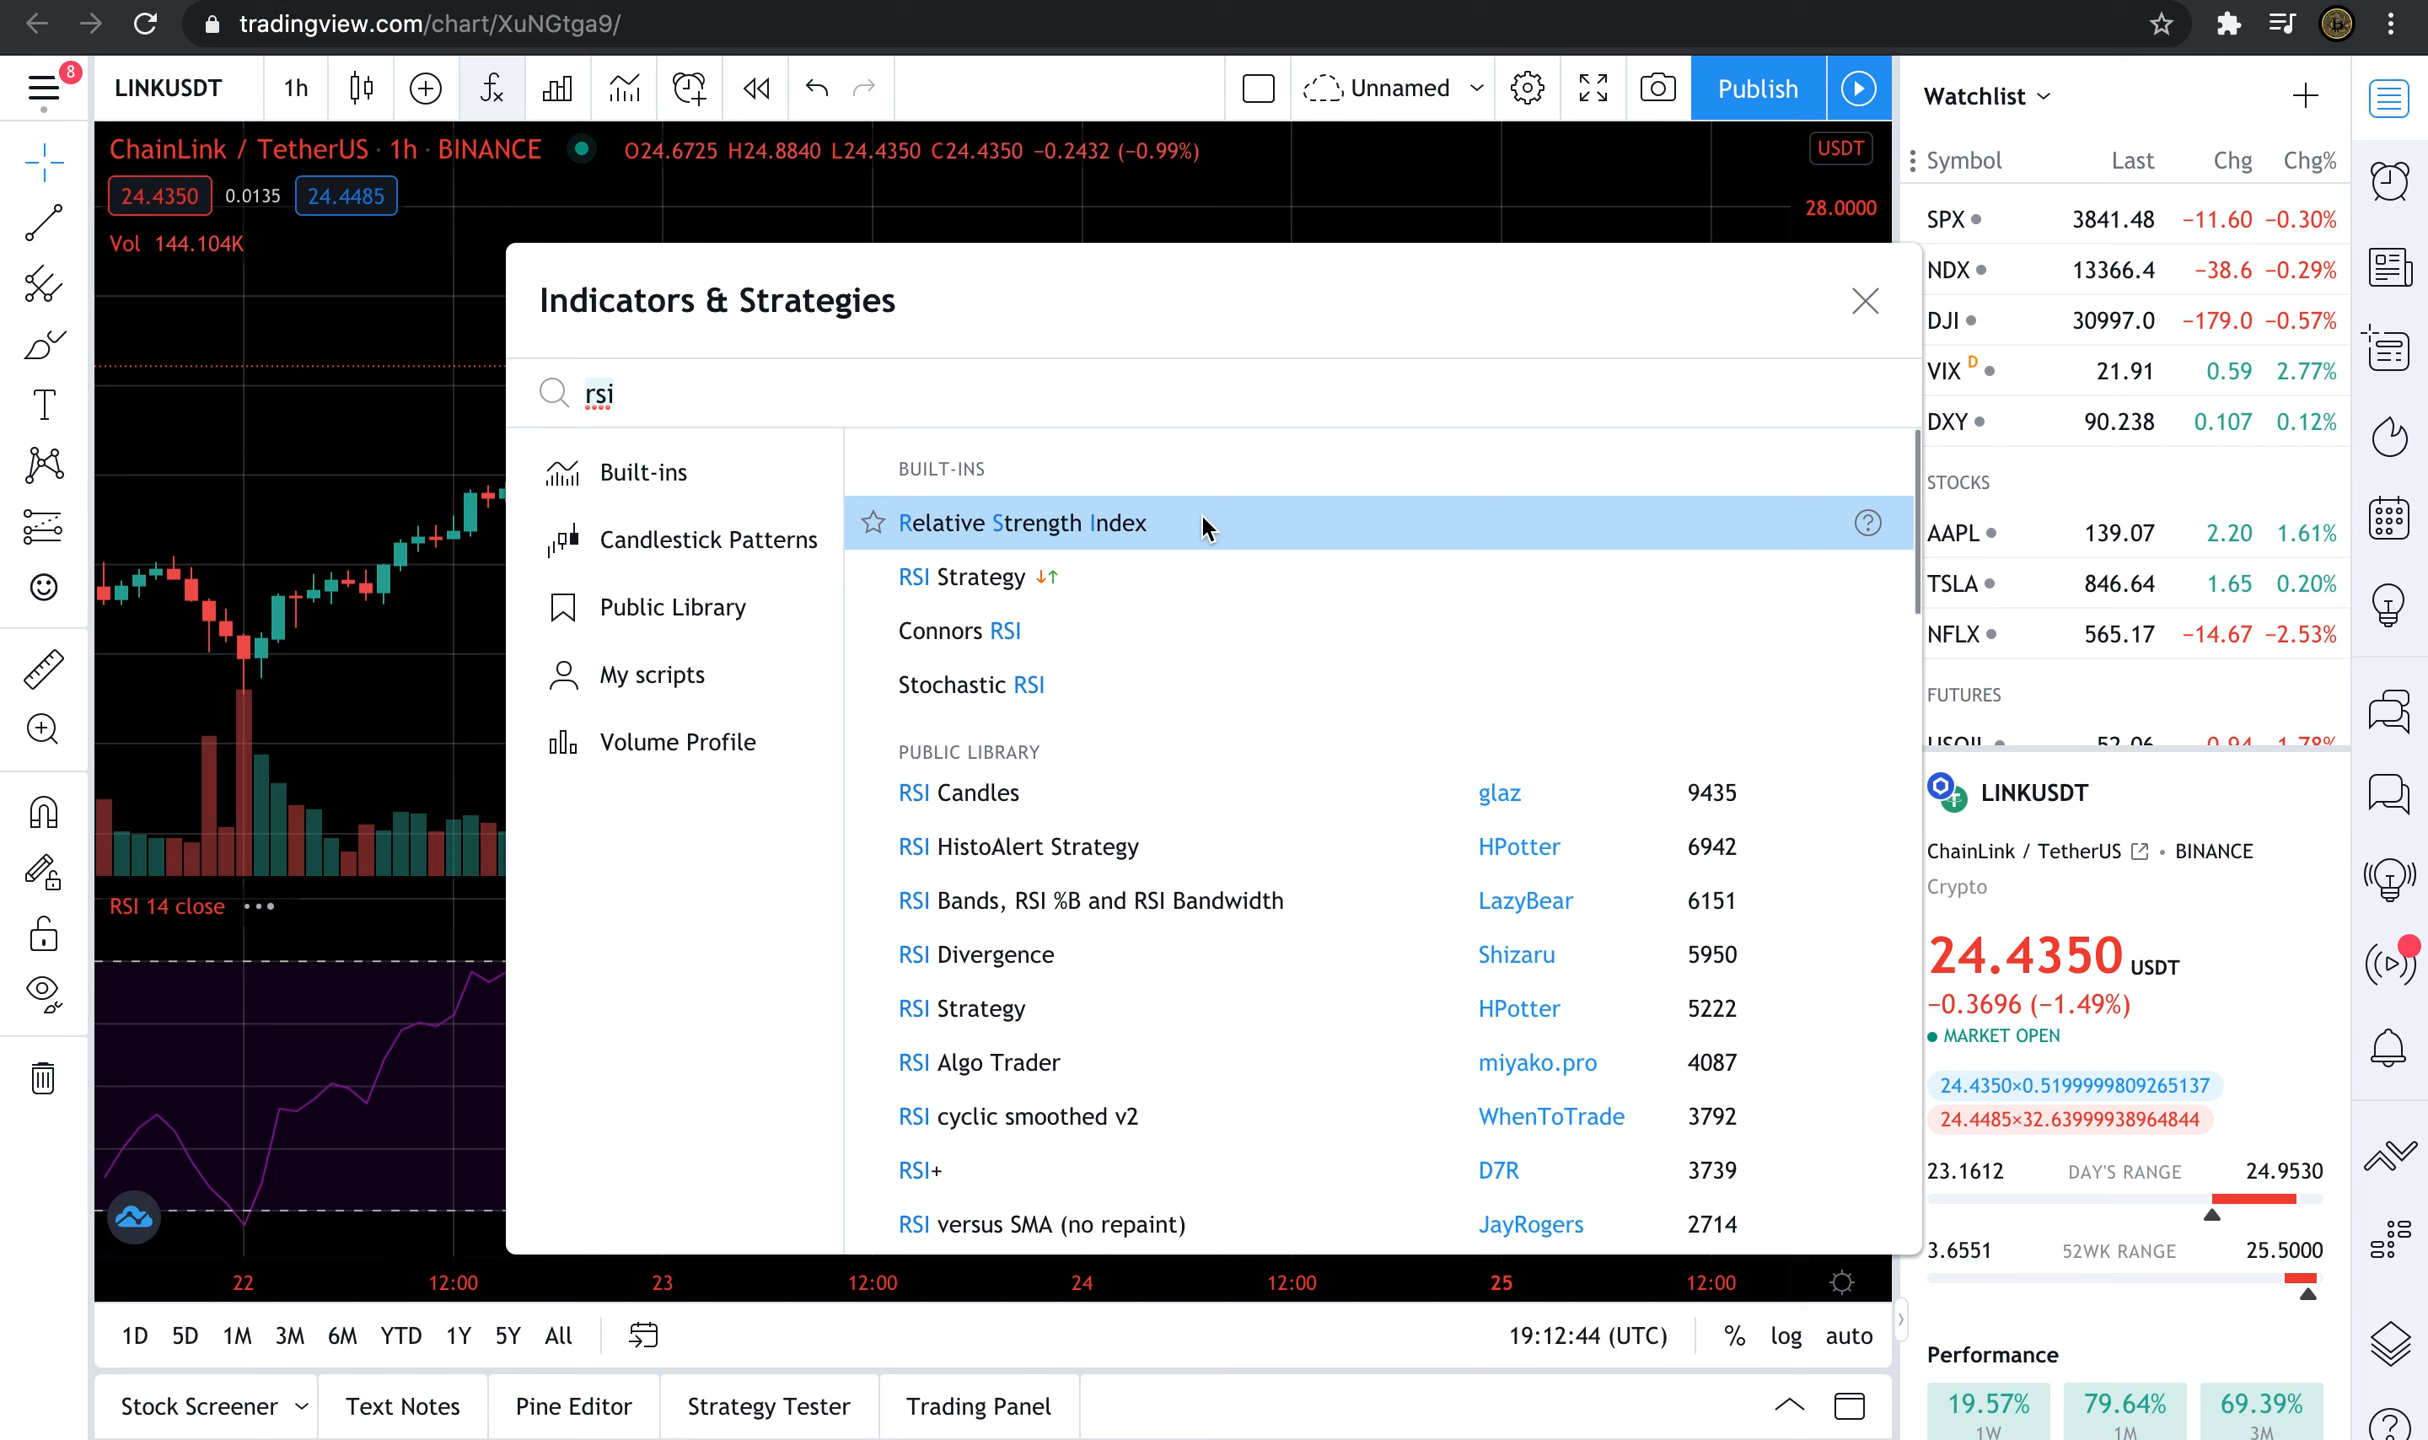 tradingview.com/chart/XuNGtga9/
8
LINKUSDT 1h Unnamed Publish
ChainLink / TetherUS · 1h · BINANCE O24.6725 H24.8840 L24.4350 C24.4350 −0.2432 (−0.99%) USDT
24.4350 0.0135 24.4485
28.0000
Vol 144.104K
Indicators & Strategies
rsi
Built-ins
Candlestick Patterns
Public Library
My scripts
Volume Profile
BUILT-INS
Relative Strength Index
RSI Strategy
Connors RSI
Stochastic RSI
PUBLIC LIBRARY
RSI Candles glaz 9435
RSI HistoAlert Strategy HPotter 6942
RSI Bands, RSI %B and RSI Bandwidth LazyBear 6151
RSI Divergence Shizaru 5950
RSI Strategy HPotter 5222
RSI Algo Trader miyako.pro 4087
RSI cyclic smoothed v2 WhenToTrade 3792
RSI+ D7R 3739
RSI versus SMA (no repaint) JayRogers 2714
RSI 14 close
22 12:00 23 12:00 24 12:00 25 12:00
1D 5D 1M 3M 6M YTD 1Y 5Y All 19:12:44 (UTC) % log auto
Stock Screener Text Notes Pine Editor Strategy Tester Trading Panel
Watchlist
Symbol Last Chg Chg%
SPX 3841.48 −11.60 −0.30%
NDX 13366.4 −38.6 −0.29%
DJI 30997.0 −179.0 −0.57%
VIX D 21.91 0.59 2.77%
DXY 90.238 0.107 0.12%
STOCKS
AAPL 139.07 2.20 1.61%
TSLA 846.64 1.65 0.20%
NFLX 565.17 −14.67 −2.53%
FUTURES
USOIL 52.06 0.94 1.78%
LINKUSDT
ChainLink / TetherUS • BINANCE
Crypto
24.4350 USDT
−0.3696 (−1.49%)
MARKET OPEN
24.4350×0.5199999809265137
24.4485×32.63999938964844
23.1612 DAY'S RANGE 24.9530
3.6551 52WK RANGE 25.5000
Performance
19.57% 79.64% 69.39%
1W 1M 3M